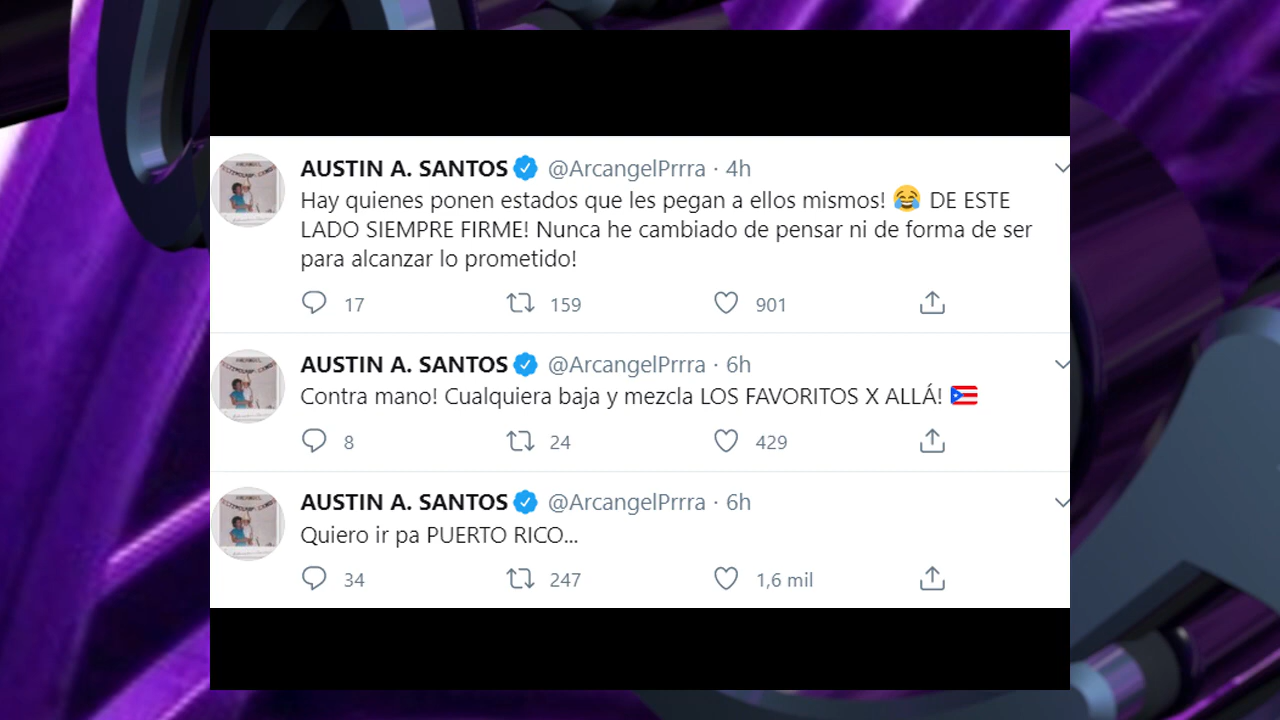 AUSTIN A. SANTOS @ArcangelPrrra · 4h
Hay quienes ponen estados que les pegan a ellos mismos! 😂 DE ESTE
LADO SIEMPRE FIRME! Nunca he cambiado de pensar ni de forma de ser
para alcanzar lo prometido!
17 159 901
AUSTIN A. SANTOS @ArcangelPrrra · 6h
Contra mano! Cualquiera baja y mezcla LOS FAVORITOS X ALLÁ! 🇵🇷
8 24 429
AUSTIN A. SANTOS @ArcangelPrrra · 6h
Quiero ir pa PUERTO RICO...
34 247 1,6 mil